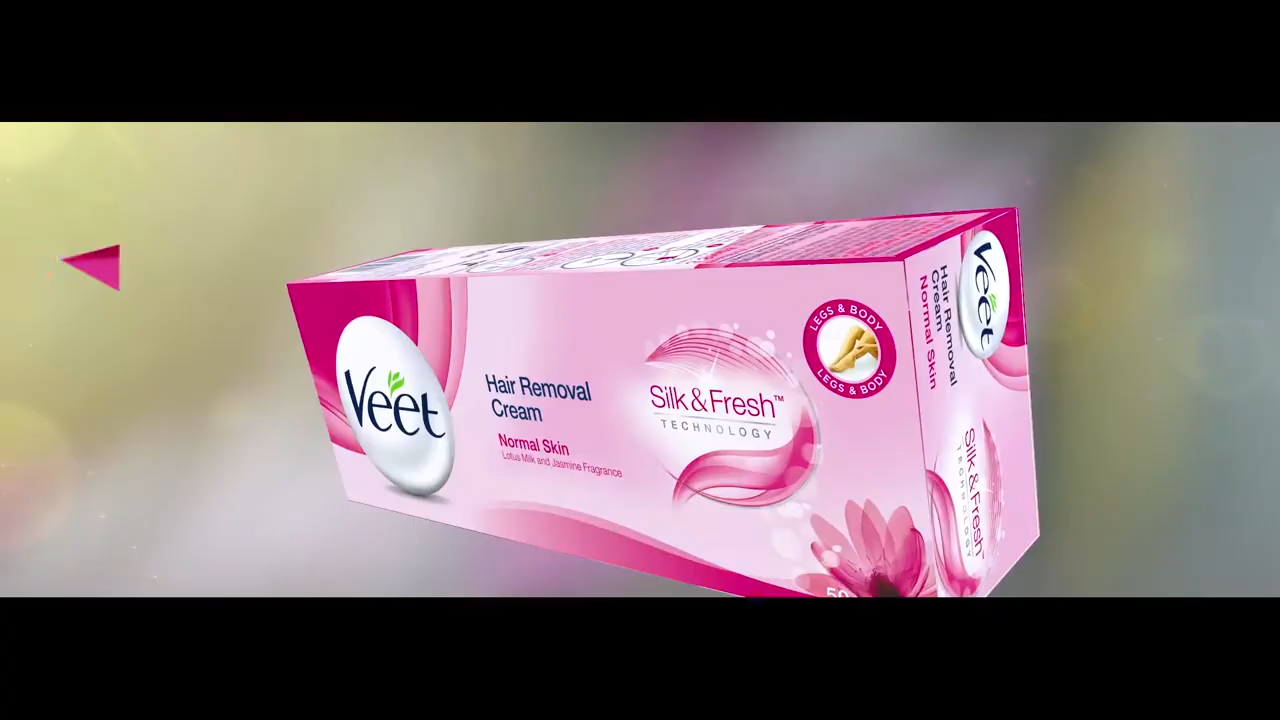 Veet
Hair Removal
Cream
Normal Skin
Lotus Milk and Jasmine Fragrance
Silk & Fresh™
TECHNOLOGY
LEGS & BODY
LEGS & BODY
50
Veet
Hair Removal
Cream
Normal Skin
Silk & Fresh™
TECHNOLOGY